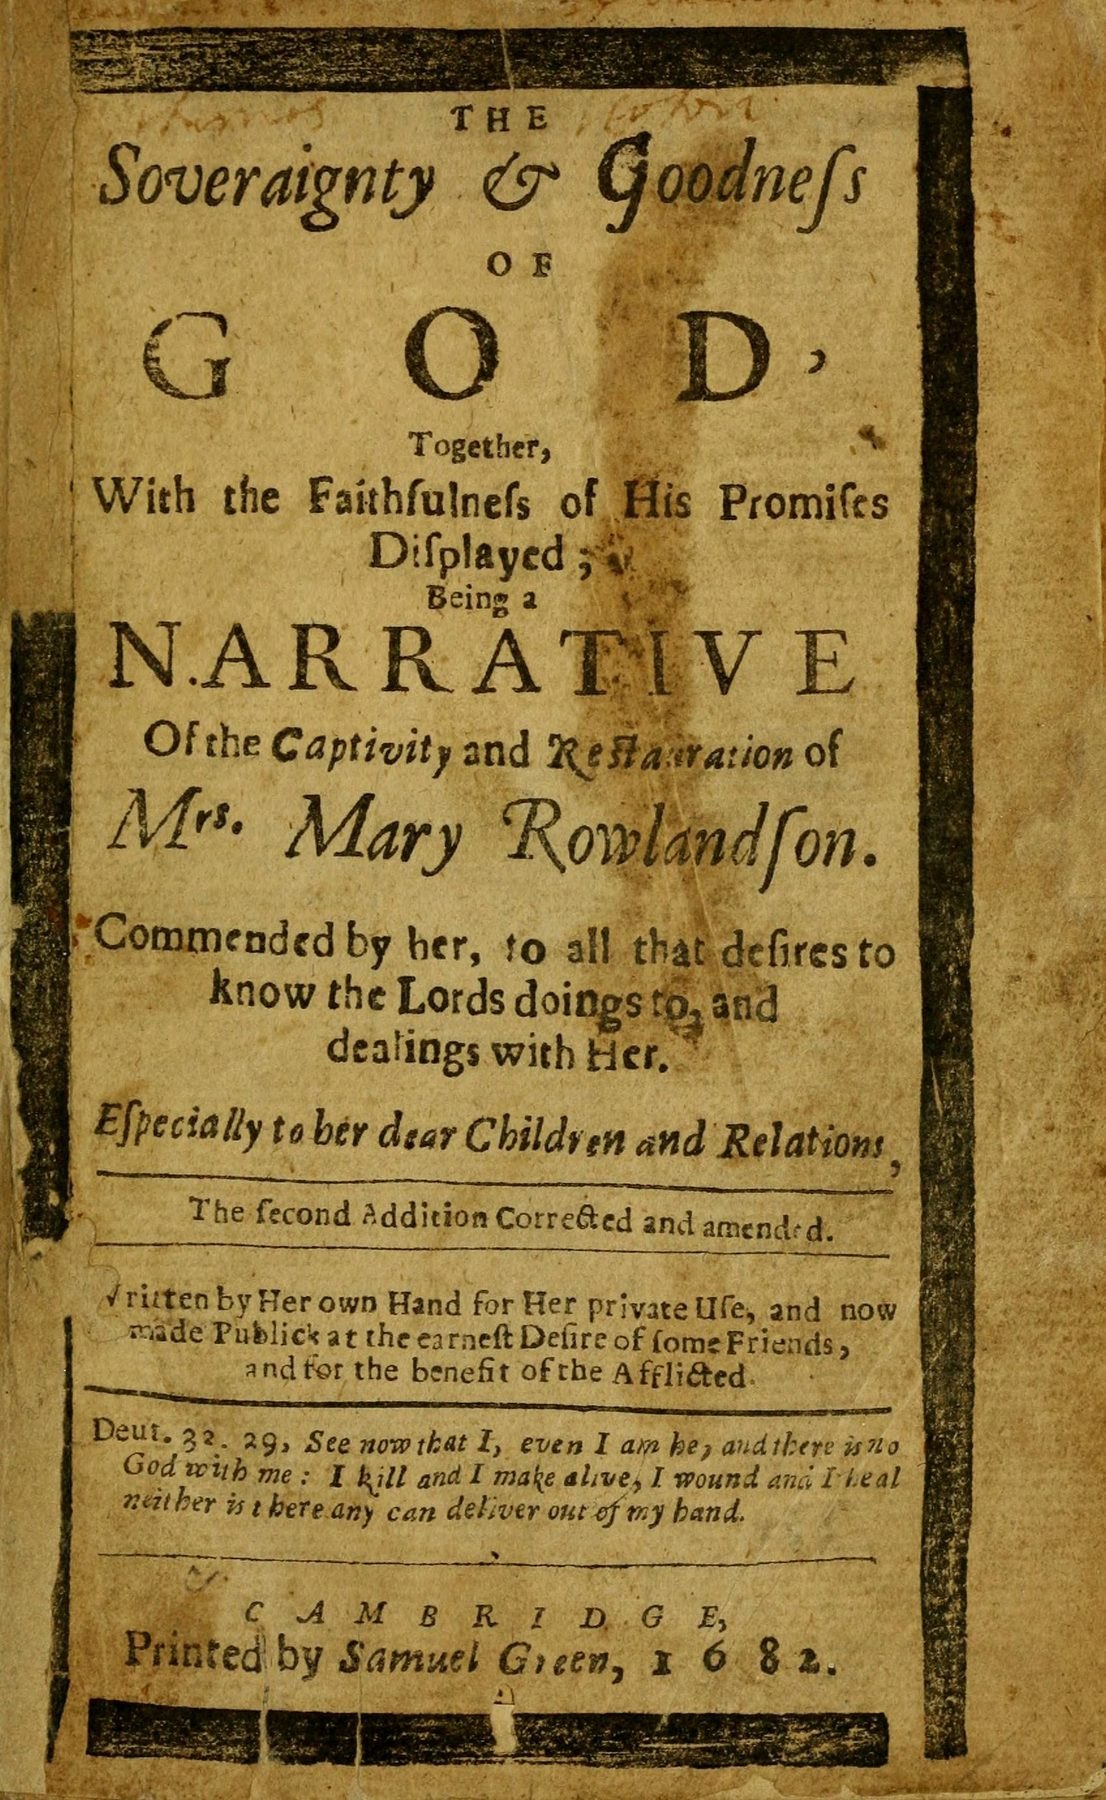 THE
Soveraignty & Goodneſs
OF
GOD,
Together,
With the Faithfulneſs of His Promiſes
Diſplayed;
Being a
NARRATIVE
Of the Captivity and Reſtauration of
Mrs. Mary Rowlandſon.
Commended by her, to all that deſires to
know the Lords doings to, and
dealings with Her.
Eſpecially to her dear Children and Relations,
The ſecond Addition Corrected and amended.
Written by Her own Hand for Her private Uſe, and now
made Publick at the earneſt Deſire of ſome Friends,
and for the benefit of the Afflicted.
Deut. 32. 29, See now that I, even I am he, and there is no
God with me: I kill and I make alive, I wound and I heal
neither is there any can deliver out of my hand.
CAMBRIDGE,
Printed by Samuel Green, 1682.